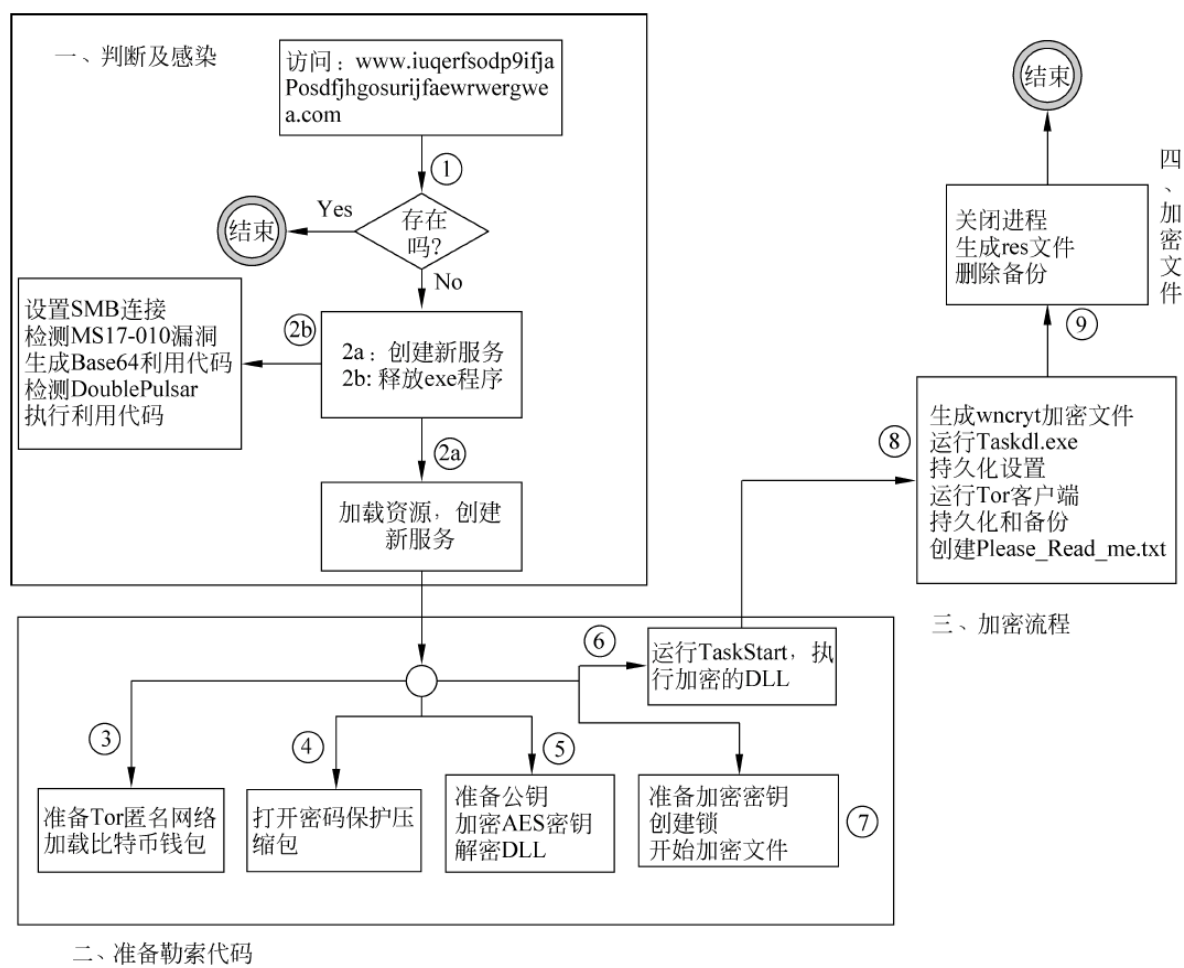 一、判断及感染
访问：www.iuqerfsodp9ifja
Posdfjhgosurijfaewrwergwe
a.com
①
存在
吗?
Yes
结束
No
2a：创建新服务
2b: 释放exe程序
2b
设置SMB连接
检测MS17-010漏洞
生成Base64利用代码
检测DoublePulsar
执行利用代码
2a
加载资源，创建
新服务
③
准备Tor匿名网络
加载比特币钱包
④
打开密码保护压
缩包
⑤
准备公钥
加密AES密钥
解密DLL
⑥
运行TaskStart，执
行加密的DLL
准备加密密钥
创建锁
开始加密文件
⑦
二、准备勒索代码
⑧
生成wncryt加密文件
运行Taskdl.exe
持久化设置
运行Tor客户端
持久化和备份
创建Please_Read_me.txt
三、加密流程
⑨
关闭进程
生成res文件
删除备份
结束
四、加密文件